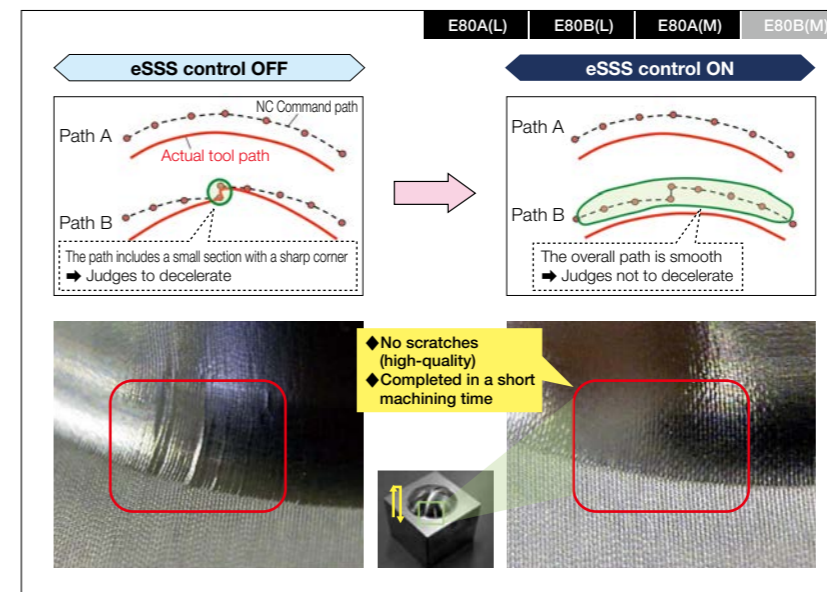 E80A(L) E80B(L) E80A(M) E80B(M)
eSSS control OFF
eSSS control ON
NC Command path
Path A
Actual tool path
Path B
The path includes a small section with a sharp corner
➡ Judges to decelerate
Path A
Path B
The overall path is smooth
➡ Judges not to decelerate
◆No scratches
(high-quality)
◆Completed in a short
machining time